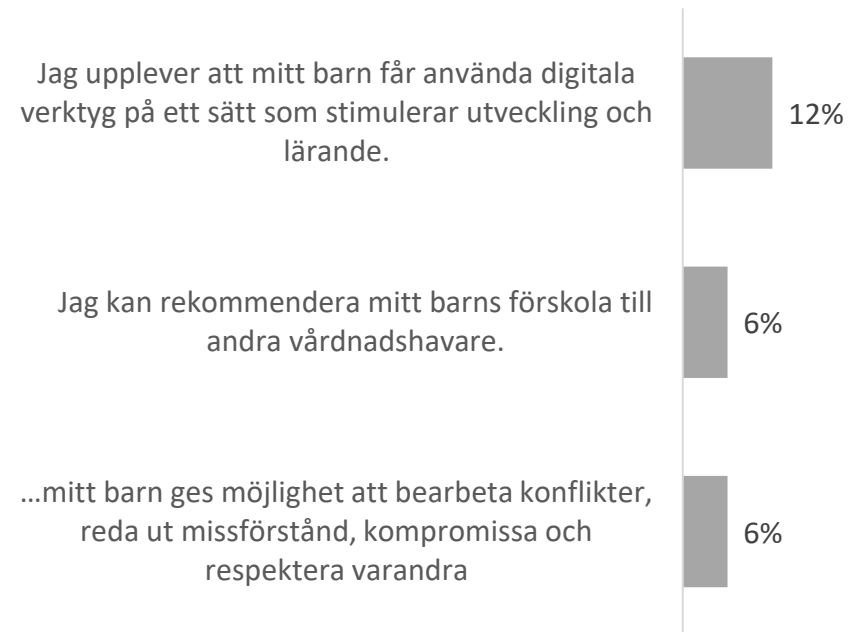 Jag upplever att mitt barn får använda digitala
verktyg på ett sätt som stimulerar utveckling och
lärande.
12%
Jag kan rekommendera mitt barns förskola till
andra vårdnadshavare.
6%
...mitt barn ges möjlighet att bearbeta konflikter,
reda ut missförstånd, kompromissa och
respektera varandra
6%